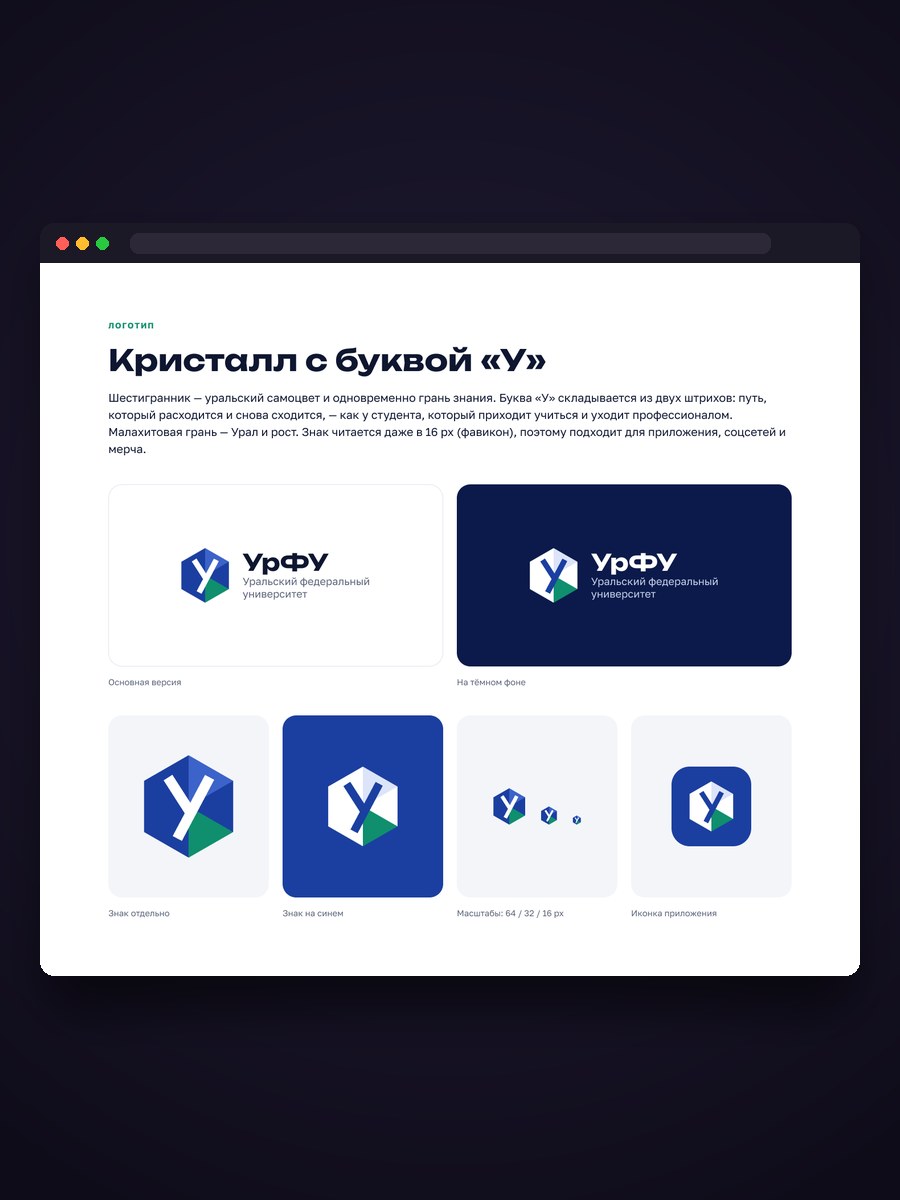 ЛОГОТИП
Кристалл с буквой «У»
Шестигранник — уральский самоцвет и одновременно грань знания. Буква «У» складывается из двух штрихов: путь,
который расходится и снова сходится, — как у студента, который приходит учиться и уходит профессионалом.
Малахитовая грань — Урал и рост. Знак читается даже в 16 px (фавикон), поэтому подходит для приложения, соцсетей и
мерча.
У УрФУ
Уральский федеральный
университет
У УрФУ
Уральский федеральный
университет
Основная версия
На тёмном фоне
У
У
У У У
У
Знак отдельно
Знак на синем
Масштабы: 64 / 32 / 16 px
Иконка приложения